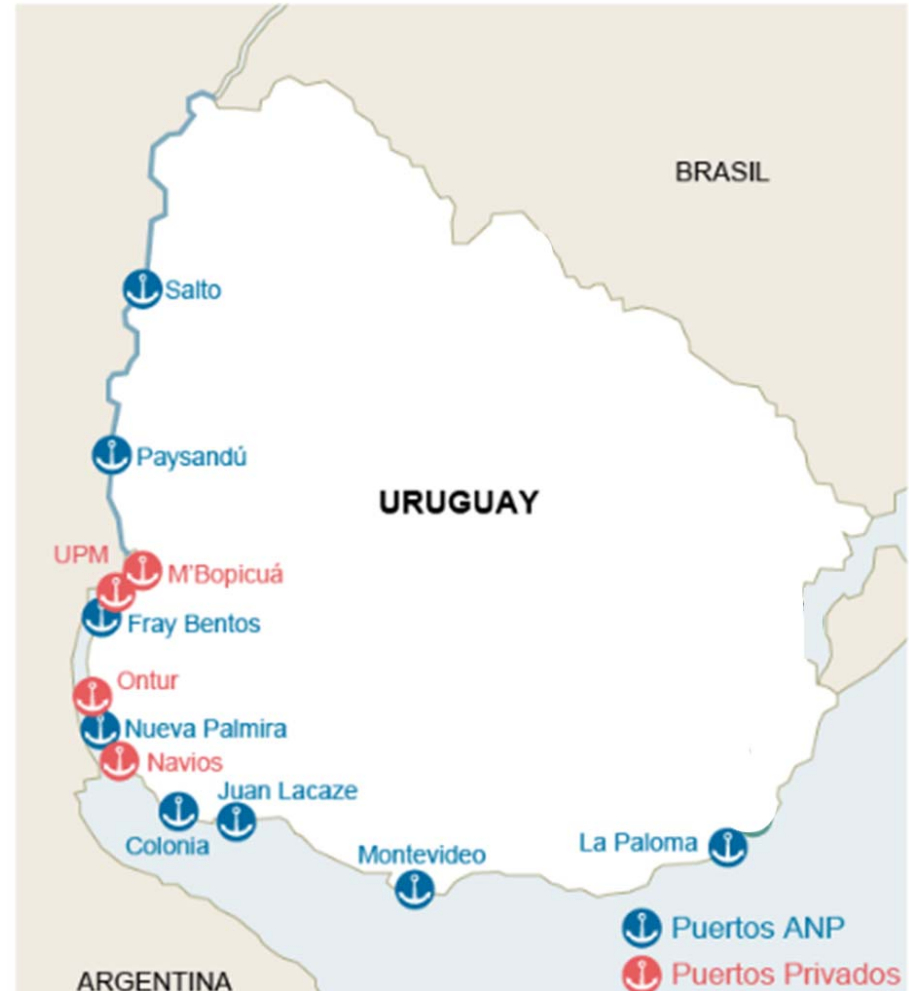 BRASIL
Salto
Paysandú
URUGUAY
UPM
M'Bopicuá
Fray Bentos
Ontur
Nueva Palmira
Navios
Juan Lacaze
Colonia
Montevideo
La Paloma
Puertos ANP
Puertos Privados
ARGENTINA